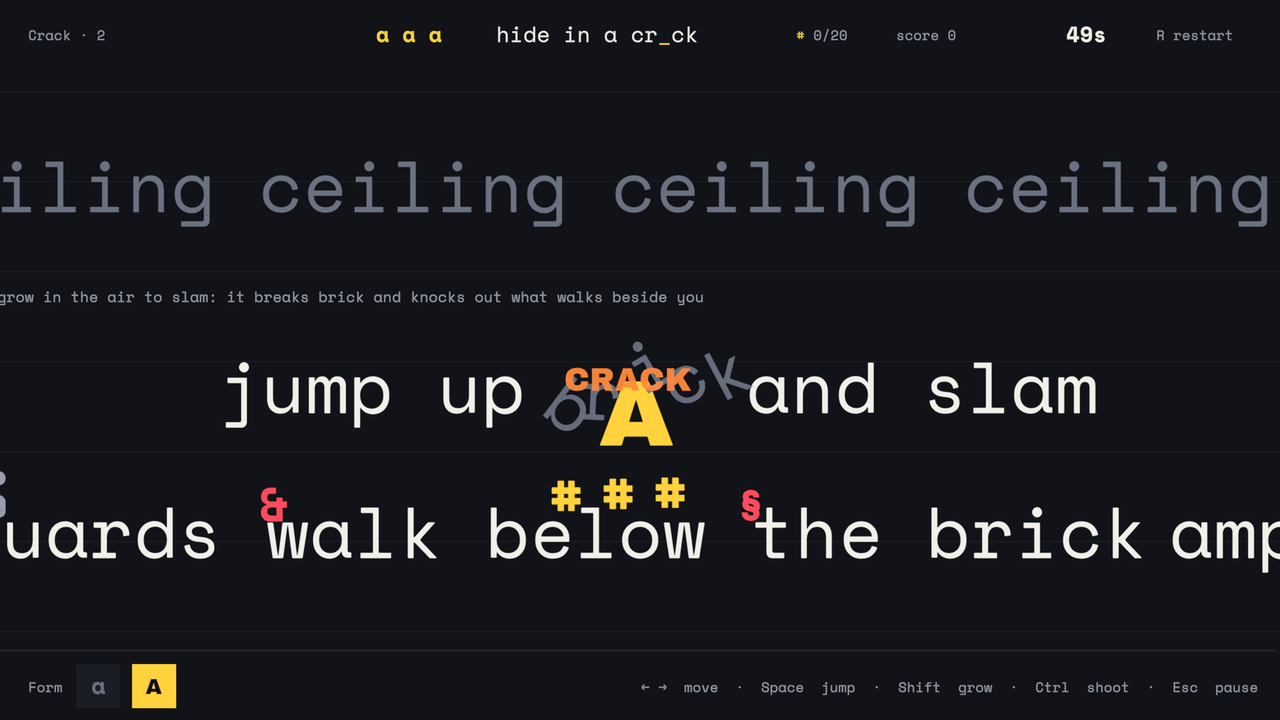 Crack · 2 a a a hide in a cr_ck # 0/20 score 0 49s R restart
iling ceiling ceiling ceiling
grow in the air to slam: it breaks brick and knocks out what walks beside you
CRACK
jump up brick and slam
A
& # # # §
uards walk below the brick amp
Form a A ← → move · Space jump · Shift grow · Ctrl shoot · Esc pause